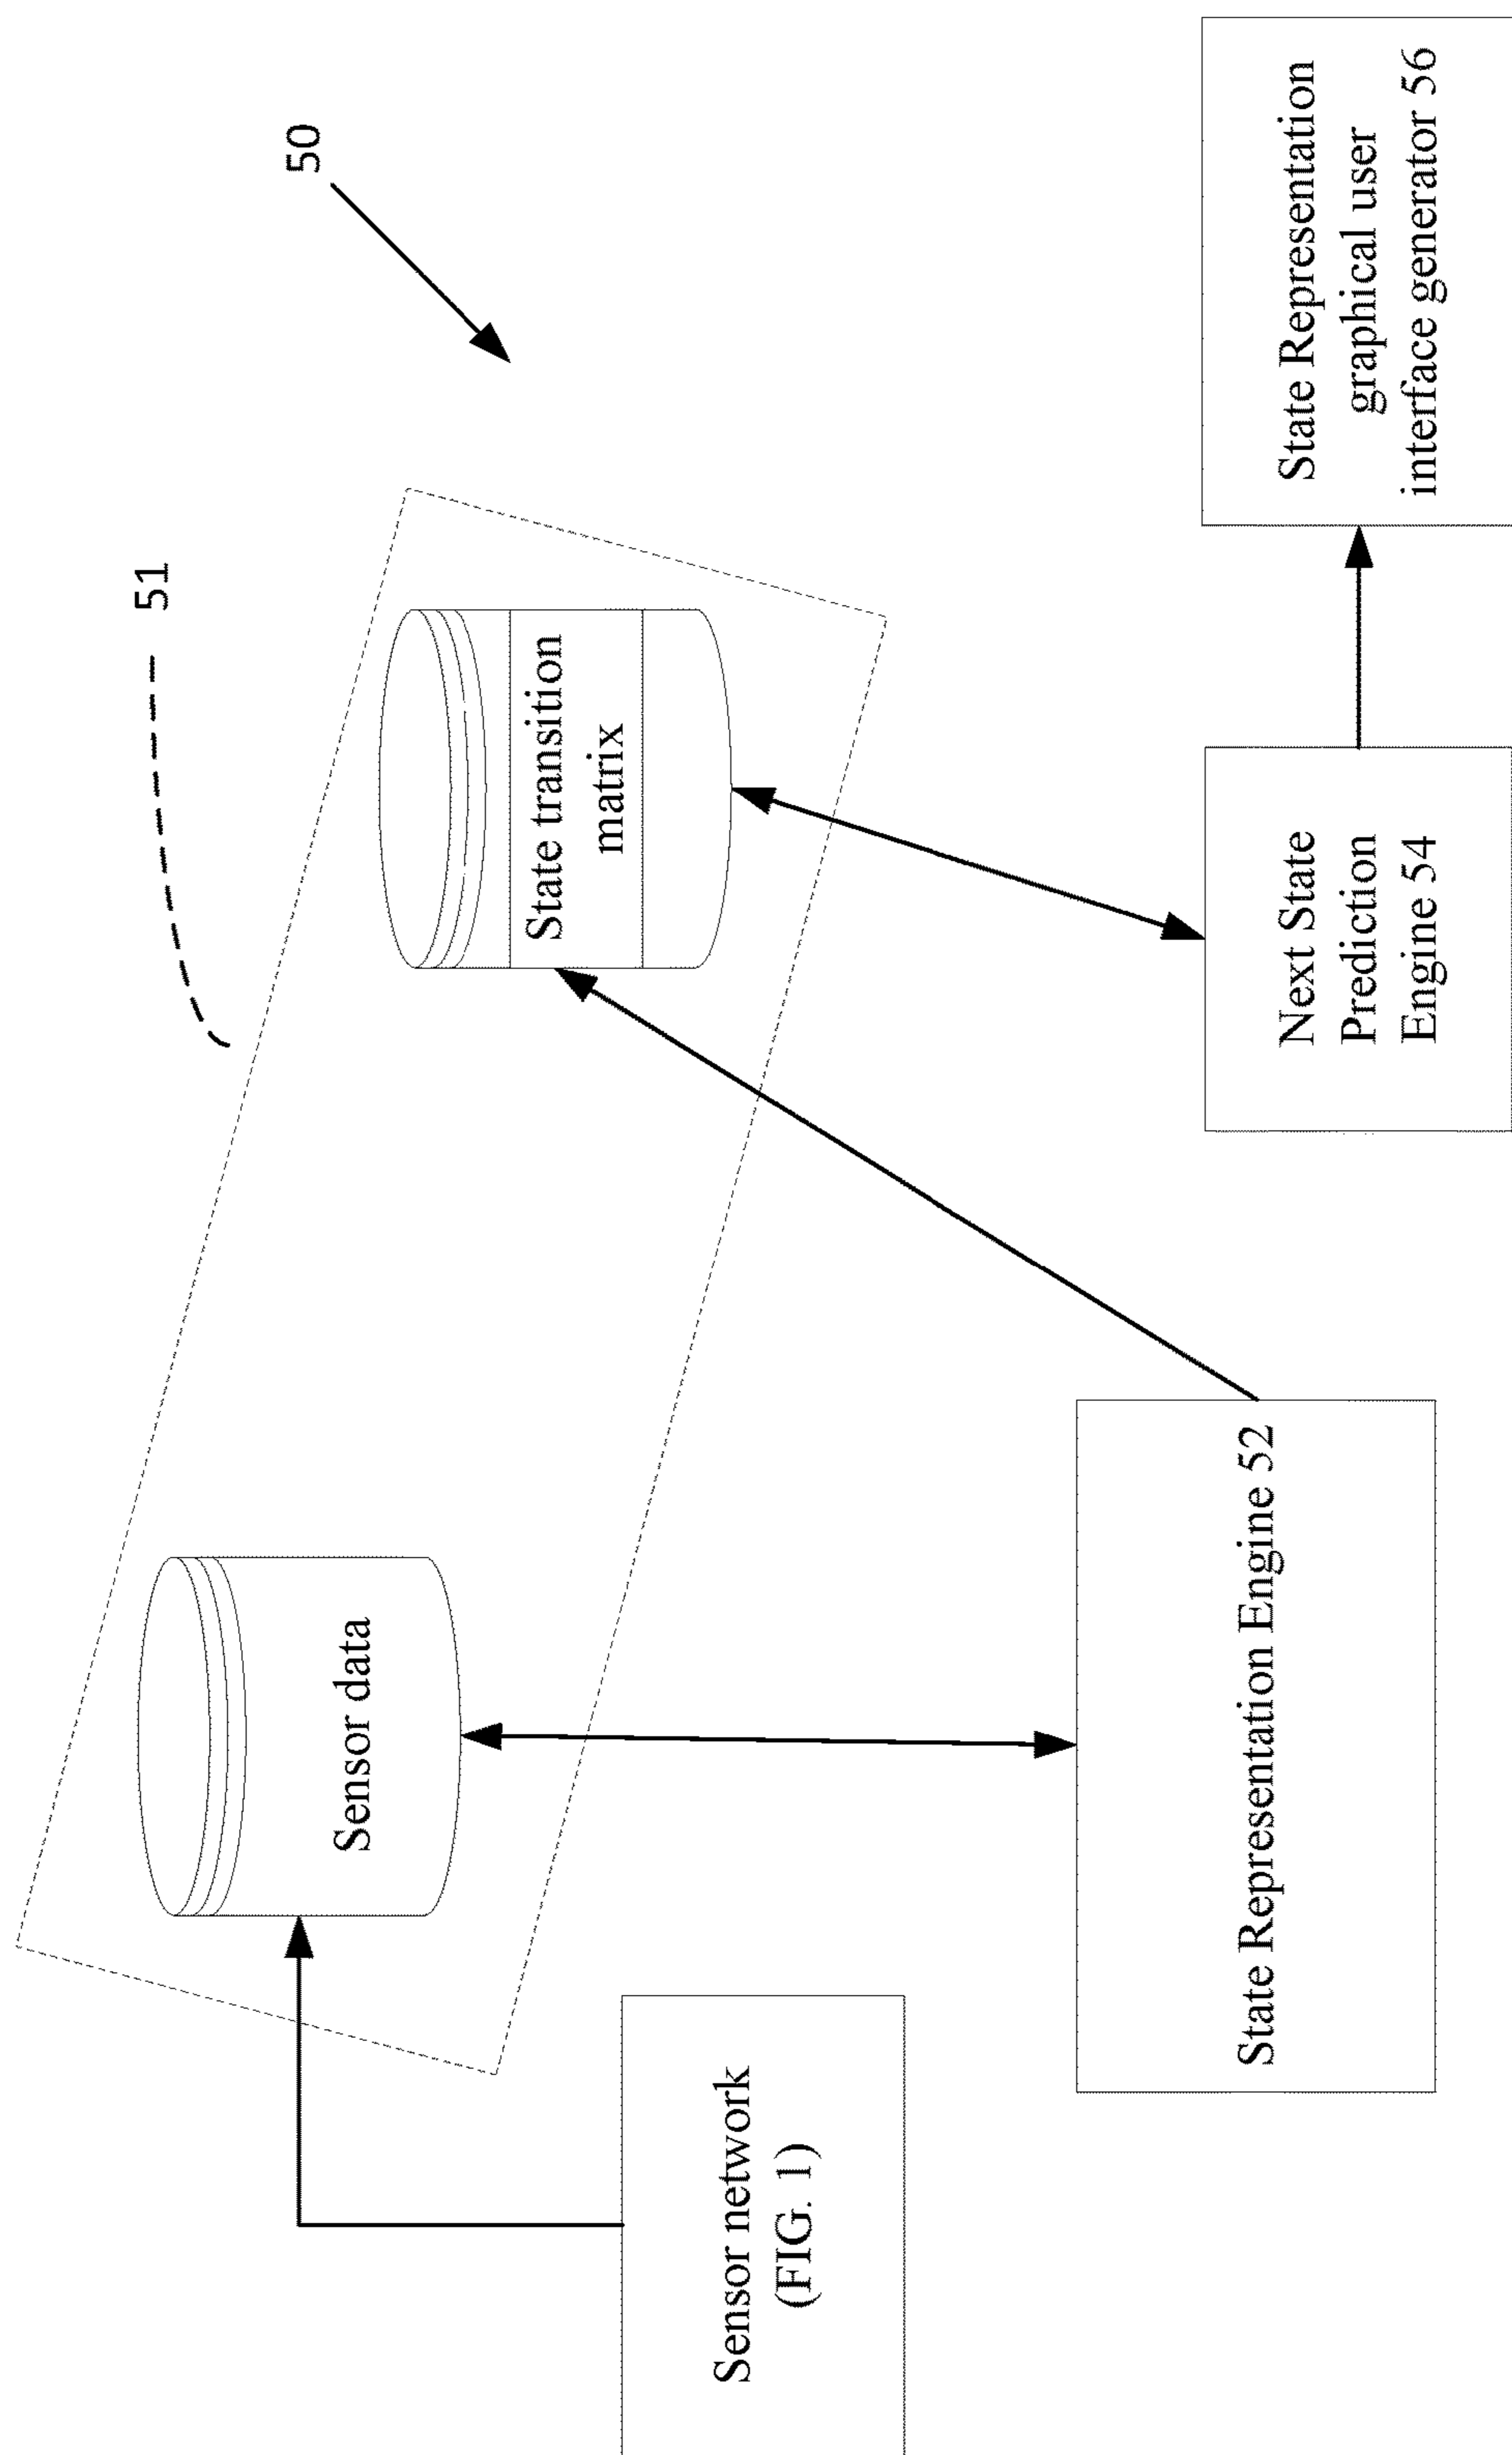 50
51
Sensor data
State transition
matrix
Sensor network
(FIG. 1)
State Representation Engine 52
Next State
Prediction
Engine 54
State Representation
graphical user
interface generator 56